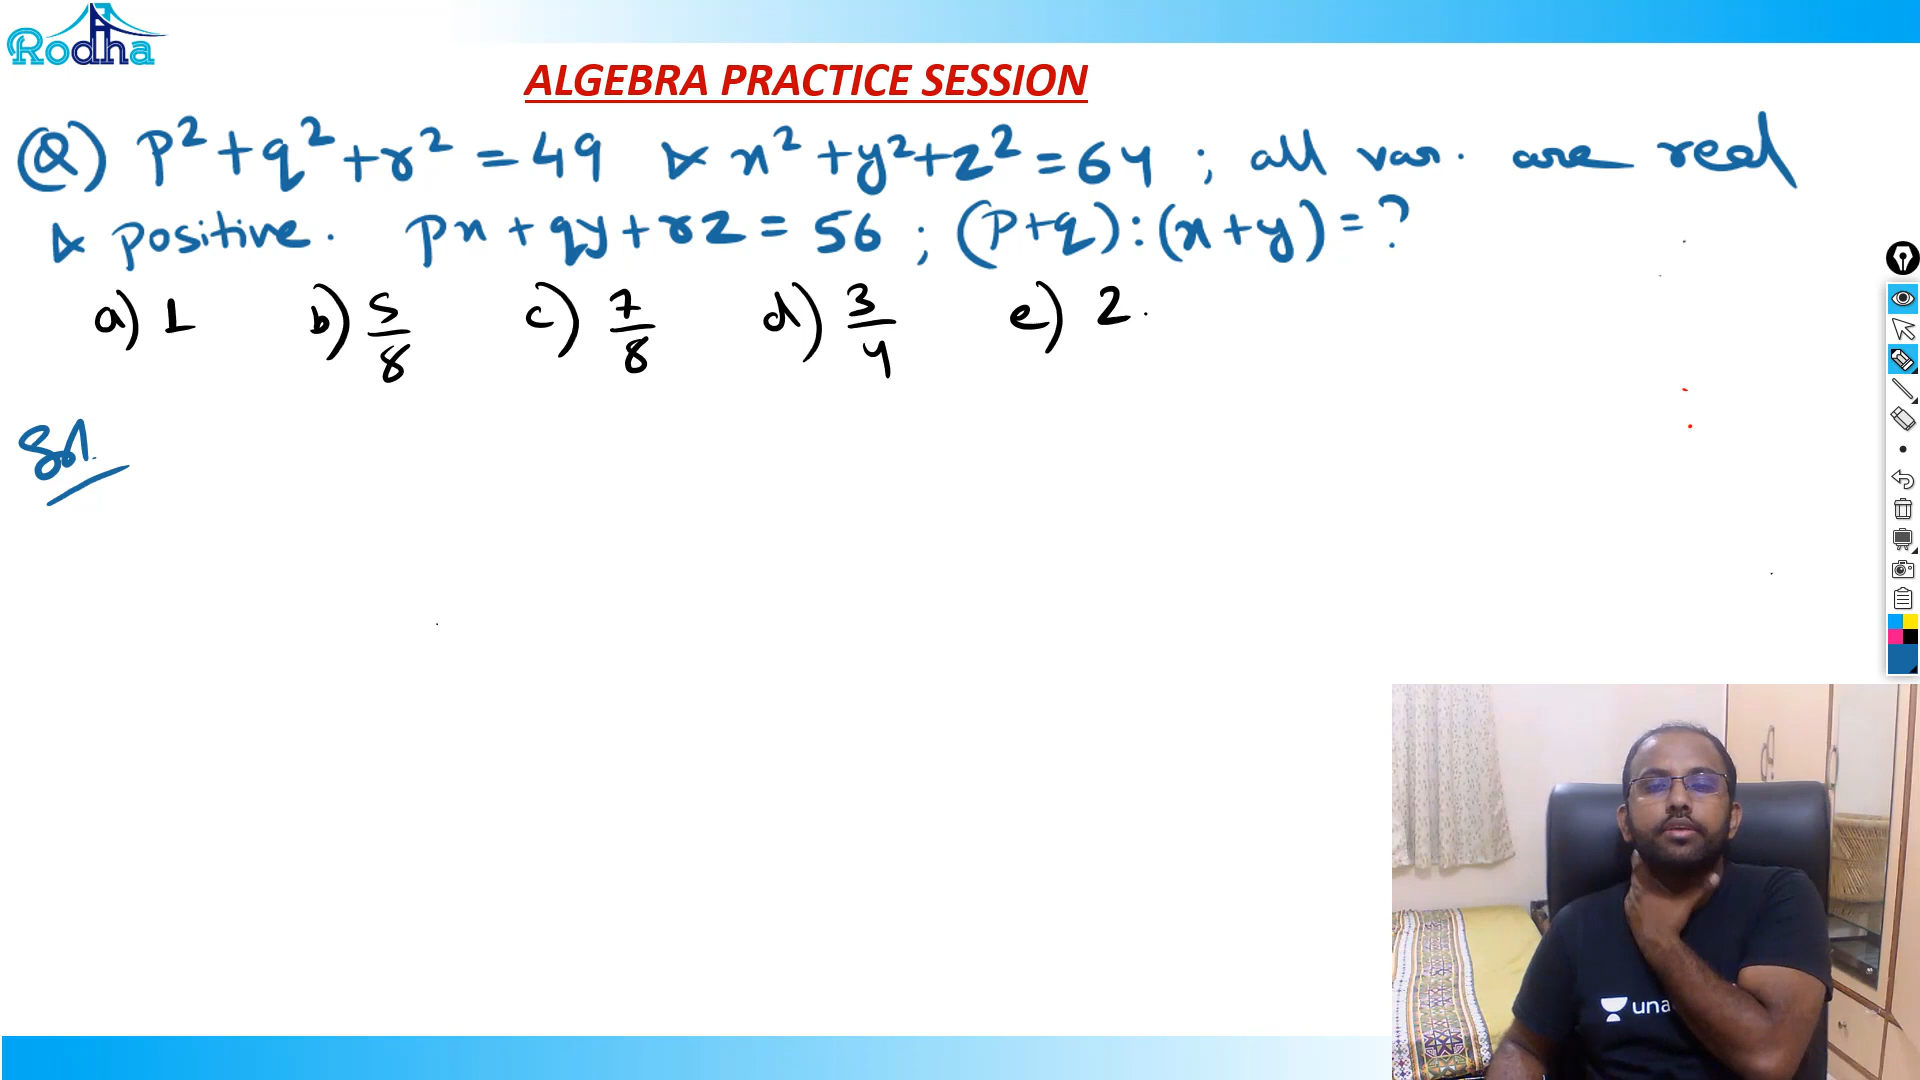 Rodha
ALGEBRA PRACTICE SESSION
(Q) p² + q² + r² = 49 & x² + y² + z² = 64 ; all var. are real
& positive. px + qy + rz = 56 ; (p+q) : (x+y) = ?
a) 1 b) 5/8 c) 7/8 d) 3/4 e) 2.
Sol.
una